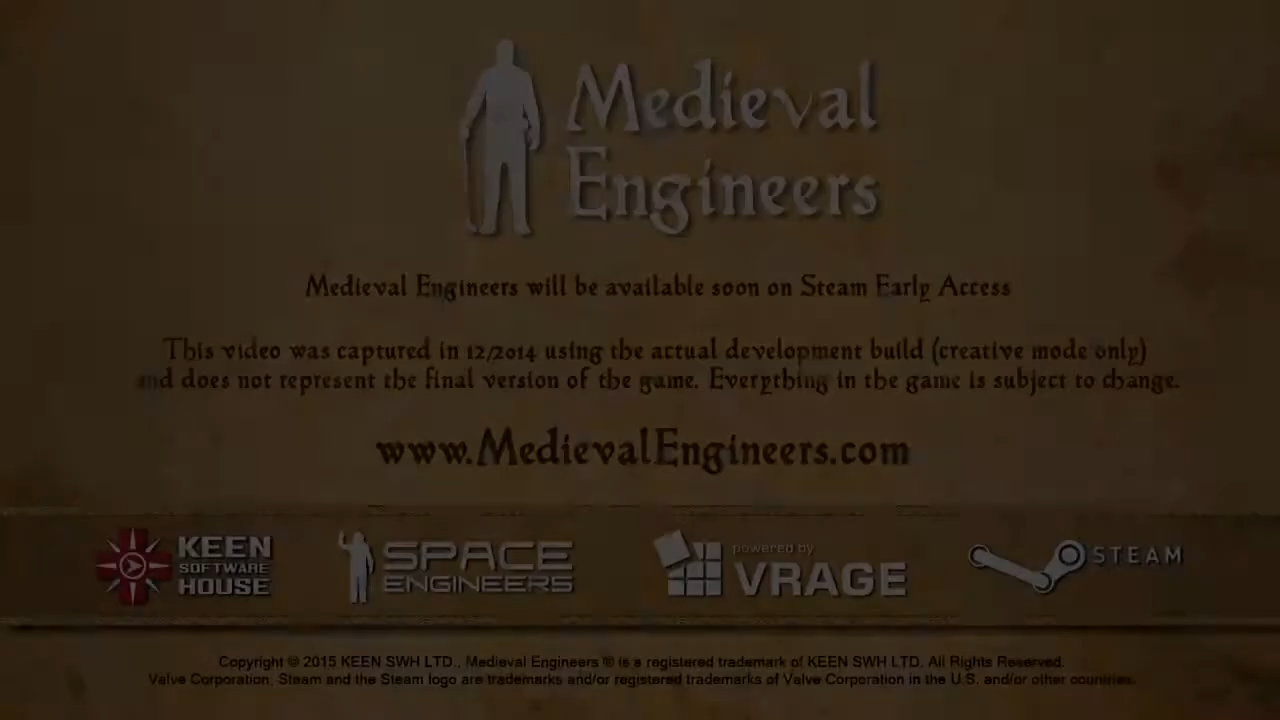 Medieval
Engineers
Medieval Engineers will be available soon on Steam Early Access
This video was captured in 12/2014 using the actual development build (creative mode only)
and does not represent the final version of the game. Everything in the game is subject to change.
www.MedievalEngineers.com
KEEN
SOFTWARE
HOUSE
SPACE
ENGINEERS
powered by
VRAGE
STEAM
Copyright © 2015 KEEN SWH LTD., Medieval Engineers ® is a registered trademark of KEEN SWH LTD. All Rights Reserved.
Valve Corporation, Steam and the Steam logo are trademarks and/or registered trademarks of Valve Corporation in the U.S. and/or other countries.